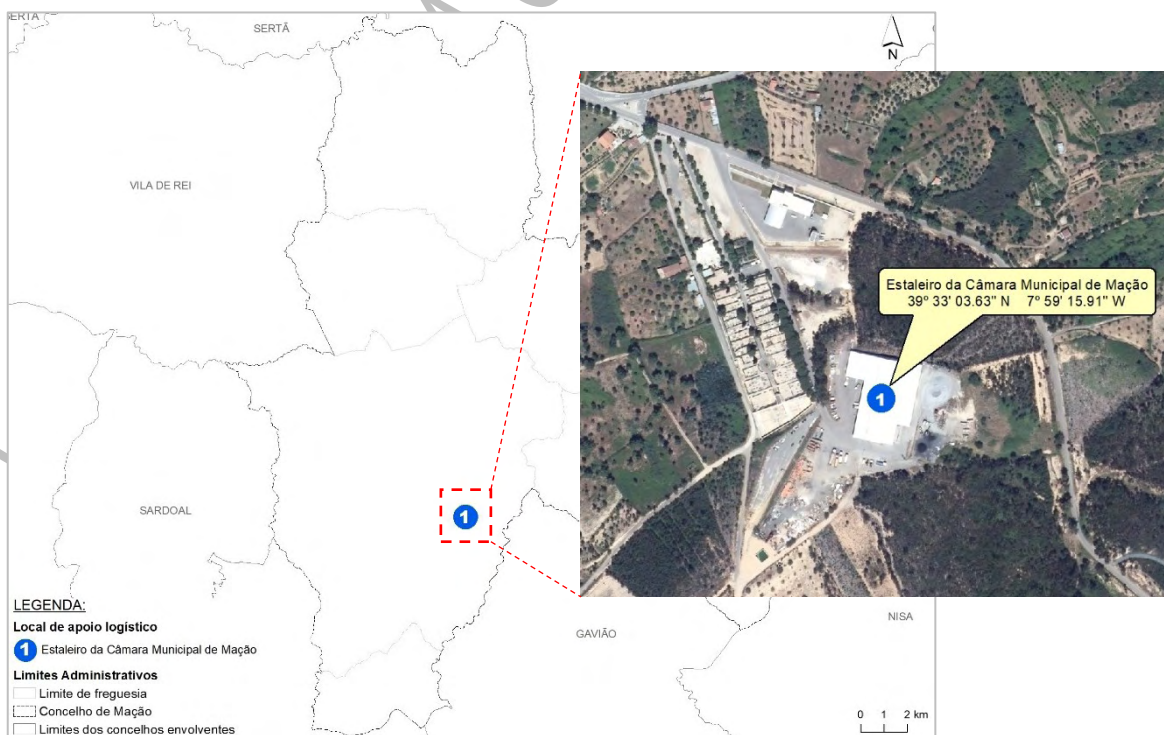 SERTÃ
VILA DE REI
N
Estaleiro da Câmara Municipal de Mação
39º 33' 03.63'' N 7º 59' 15.91'' W
1
1
SARDOAL
GAVIÃO
NISA
LEGENDA:
Local de apoio logístico
1 Estaleiro da Câmara Municipal de Mação
Limites Administrativos
Limite de freguesia
Concelho de Mação
Limites dos concelhos envolventes
0 1 2 km